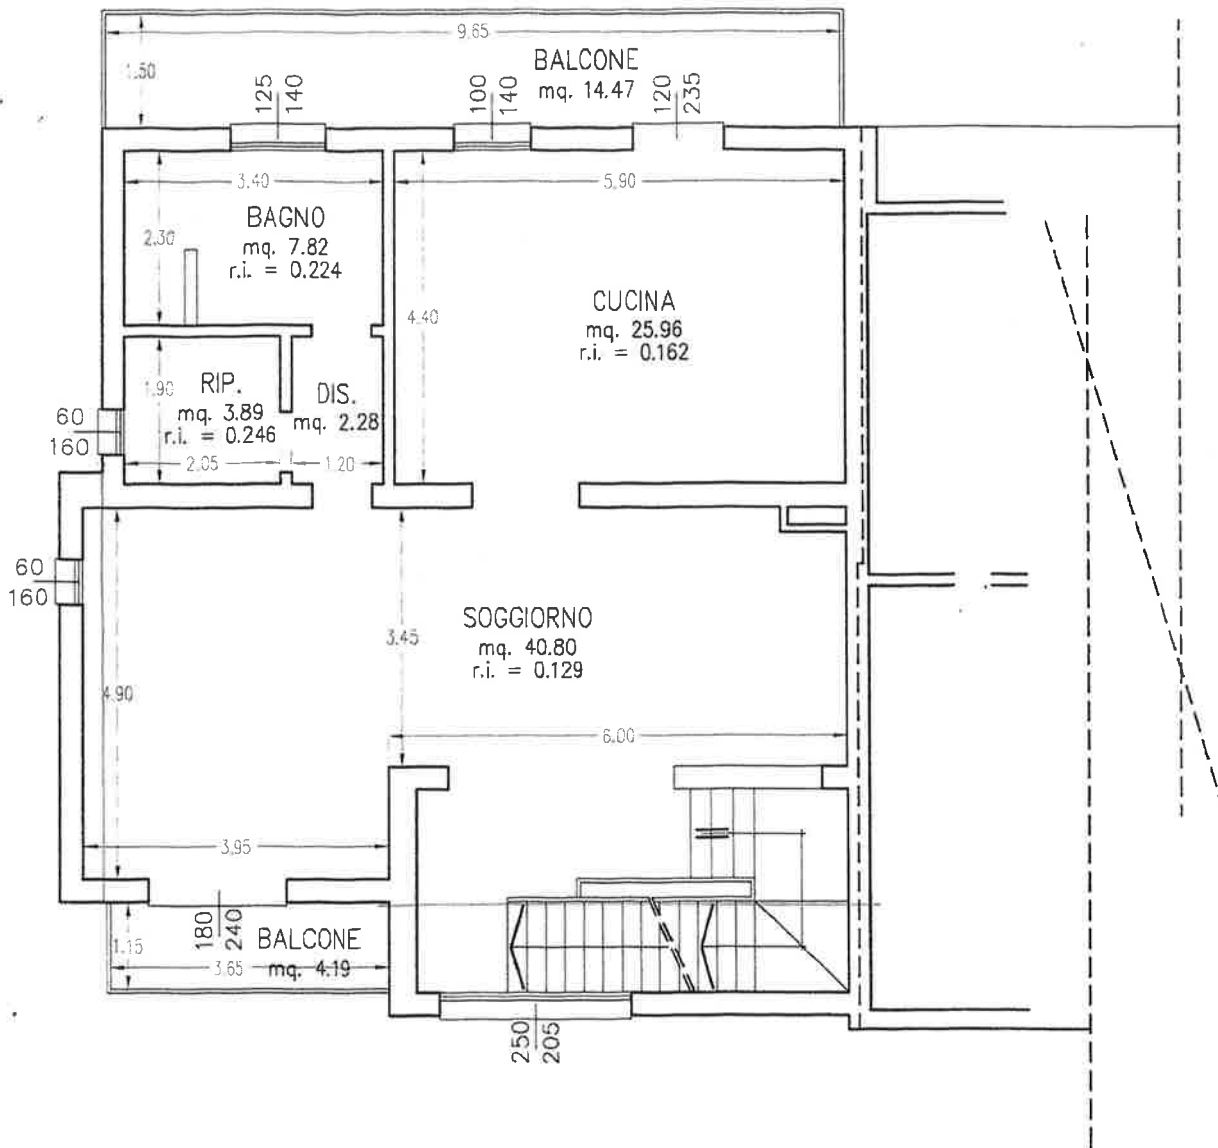 9.65
BALCONE
mq. 14.47
1.50
125
140
100
140
120
235
3.40
5.90
BAGNO
mq. 7.82
r.i. = 0.224
2.30
CUCINA
mq. 25.96
r.i. = 0.162
4.40
RIP.
mq. 3.89
r.i. = 0.246
1.90
DIS.
mq. 2.28
60
160
2.05
1.20
60
160
SOGGIORNO
mq. 40.80
r.i. = 0.129
3.45
4.90
6.00
3.95
180
240
BALCONE
mq. 4.19
1.15
3.65
250
205